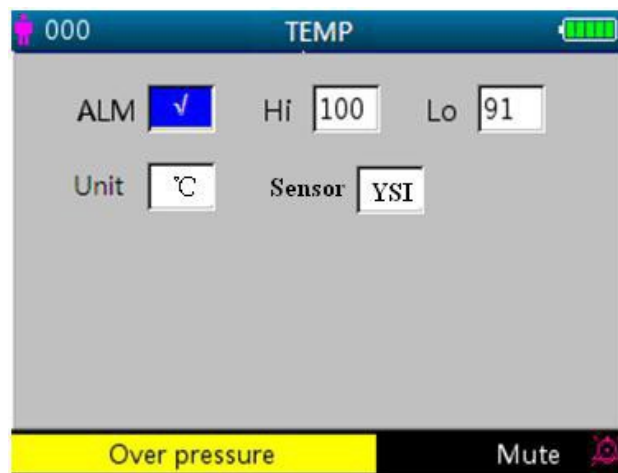 000 TEMP
ALM √ Hi 100 Lo 91
Unit ℃ Sensor YSI
Over pressure Mute